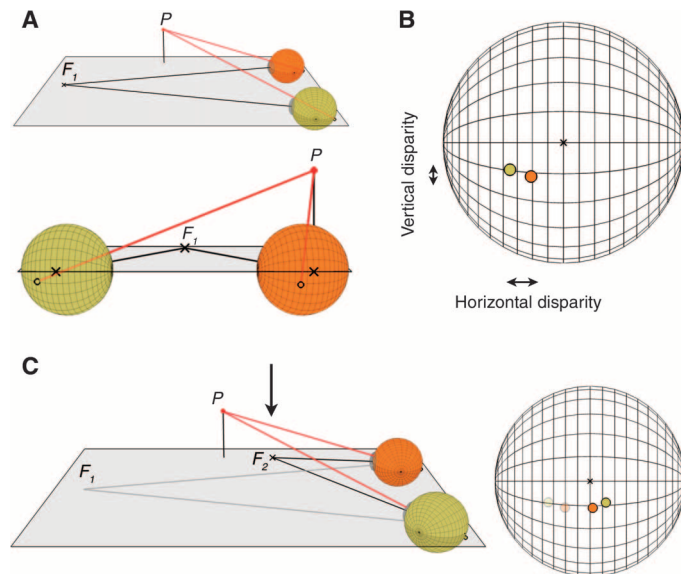 A
P
F1
P
F1
B
Vertical disparity
Horizontal disparity
C
P
F2
F1